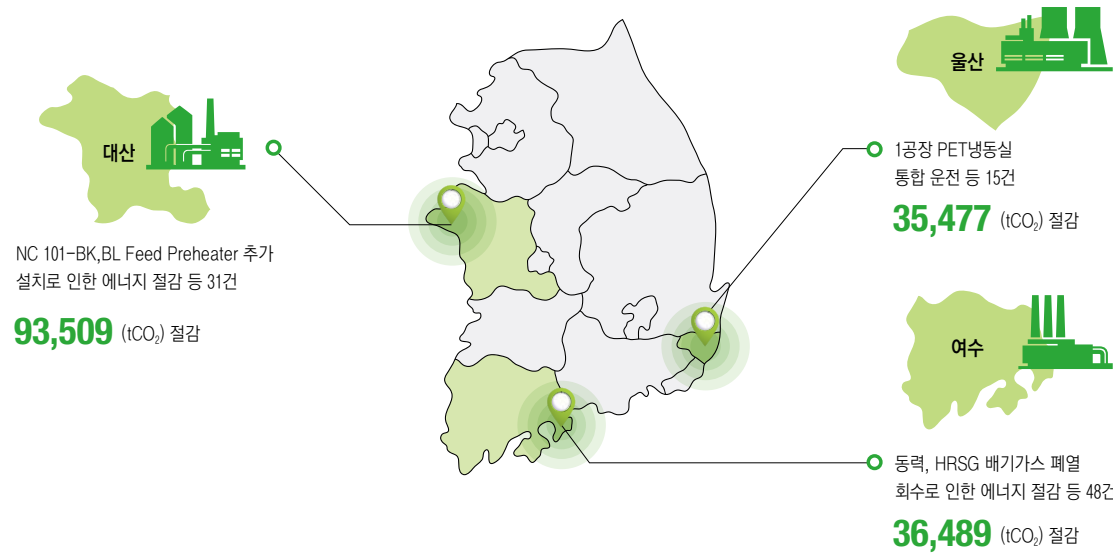 대산
NC 101-BK,BL Feed Preheater 추가
설치로 인한 에너지 절감 등 31건
93,509 (tCO₂) 절감
울산
1공장 PET냉동실
통합 운전 등 15건
35,477 (tCO₂) 절감
여수
동력, HRSG 배기가스 폐열
회수로 인한 에너지 절감 등 48건
36,489 (tCO₂) 절감